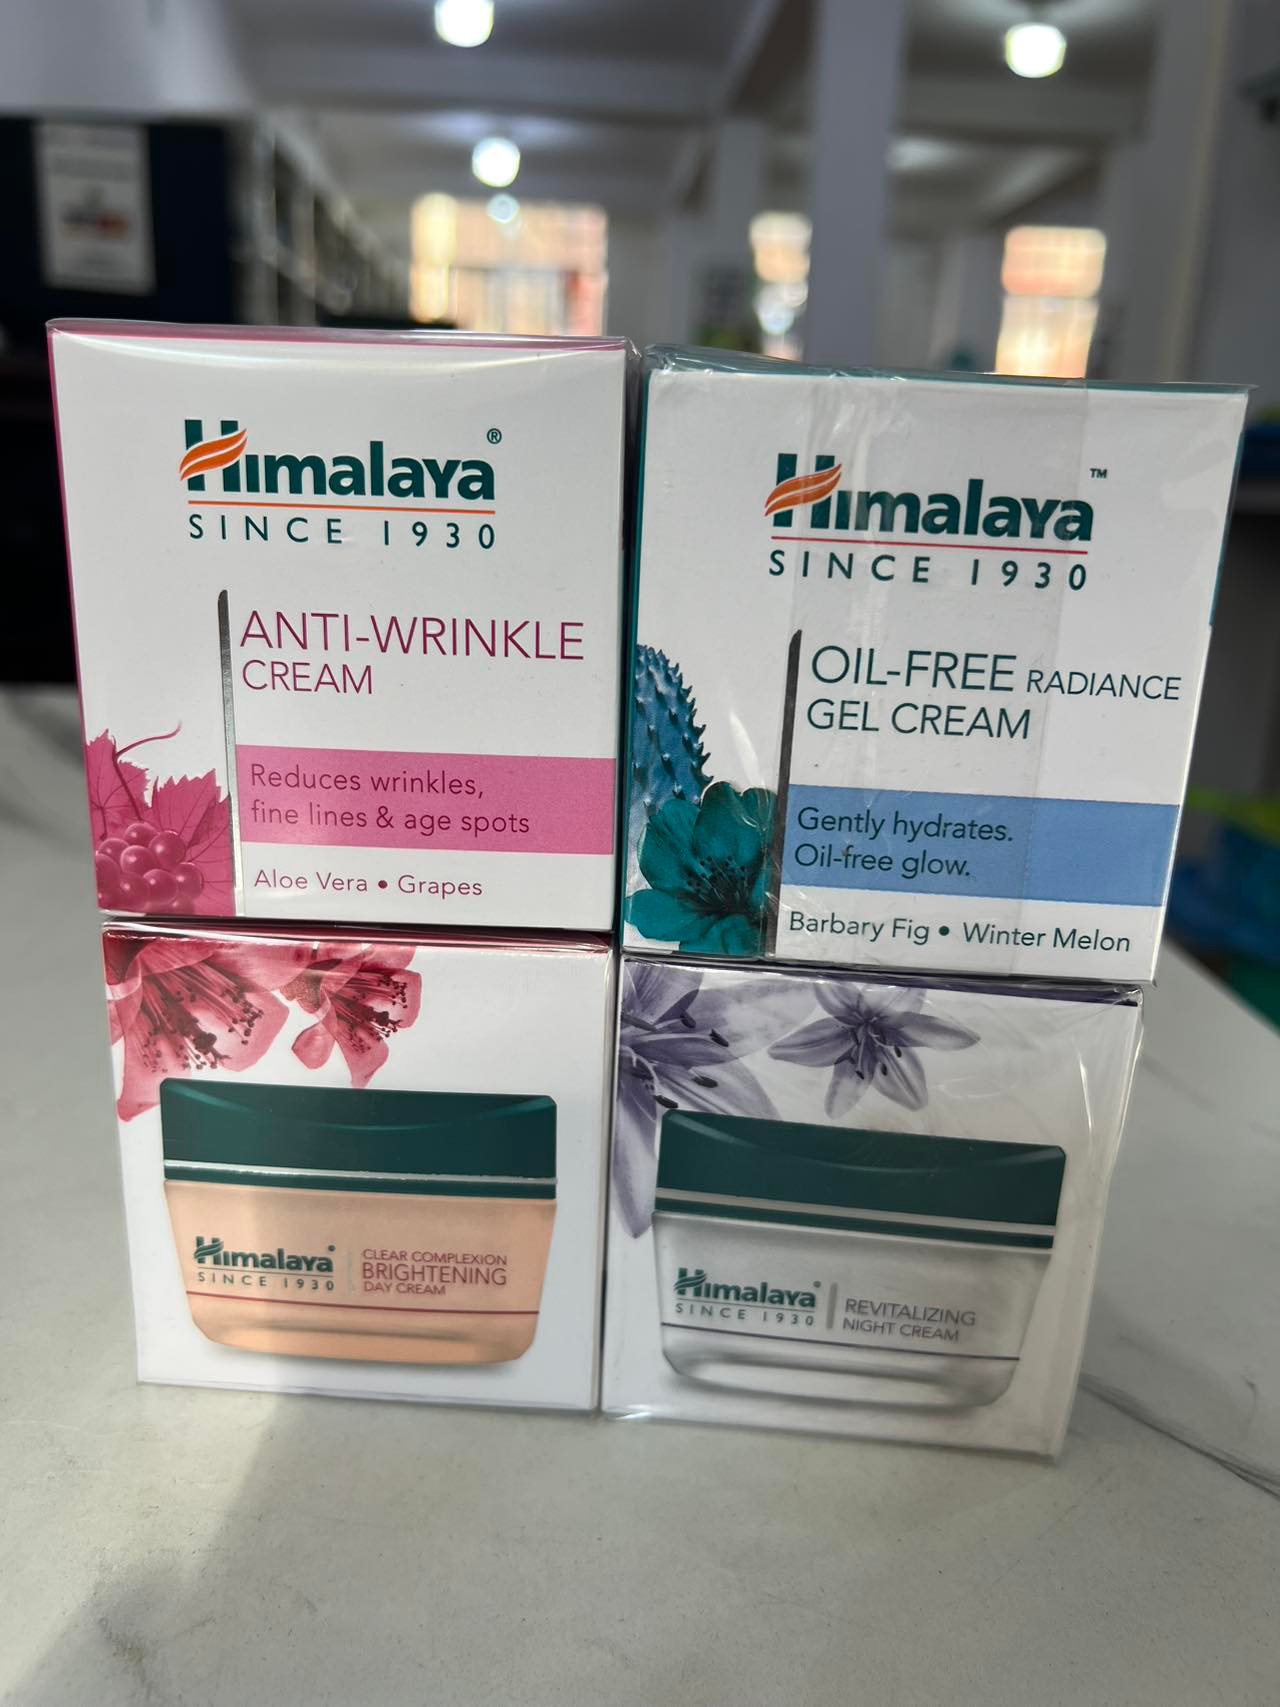 Himalaya®
SINCE 1930
ANTI-WRINKLE
CREAM
Reduces wrinkles,
fine lines & age spots
Aloe Vera • Grapes
Himalaya™
SINCE 1930
OIL-FREE RADIANCE
GEL CREAM
Gently hydrates.
Oil-free glow.
Barbary Fig • Winter Melon
Himalaya®
SINCE 1930
CLEAR COMPLEXION
BRIGHTENING
DAY CREAM
Himalaya®
SINCE 1930
REVITALIZING
NIGHT CREAM